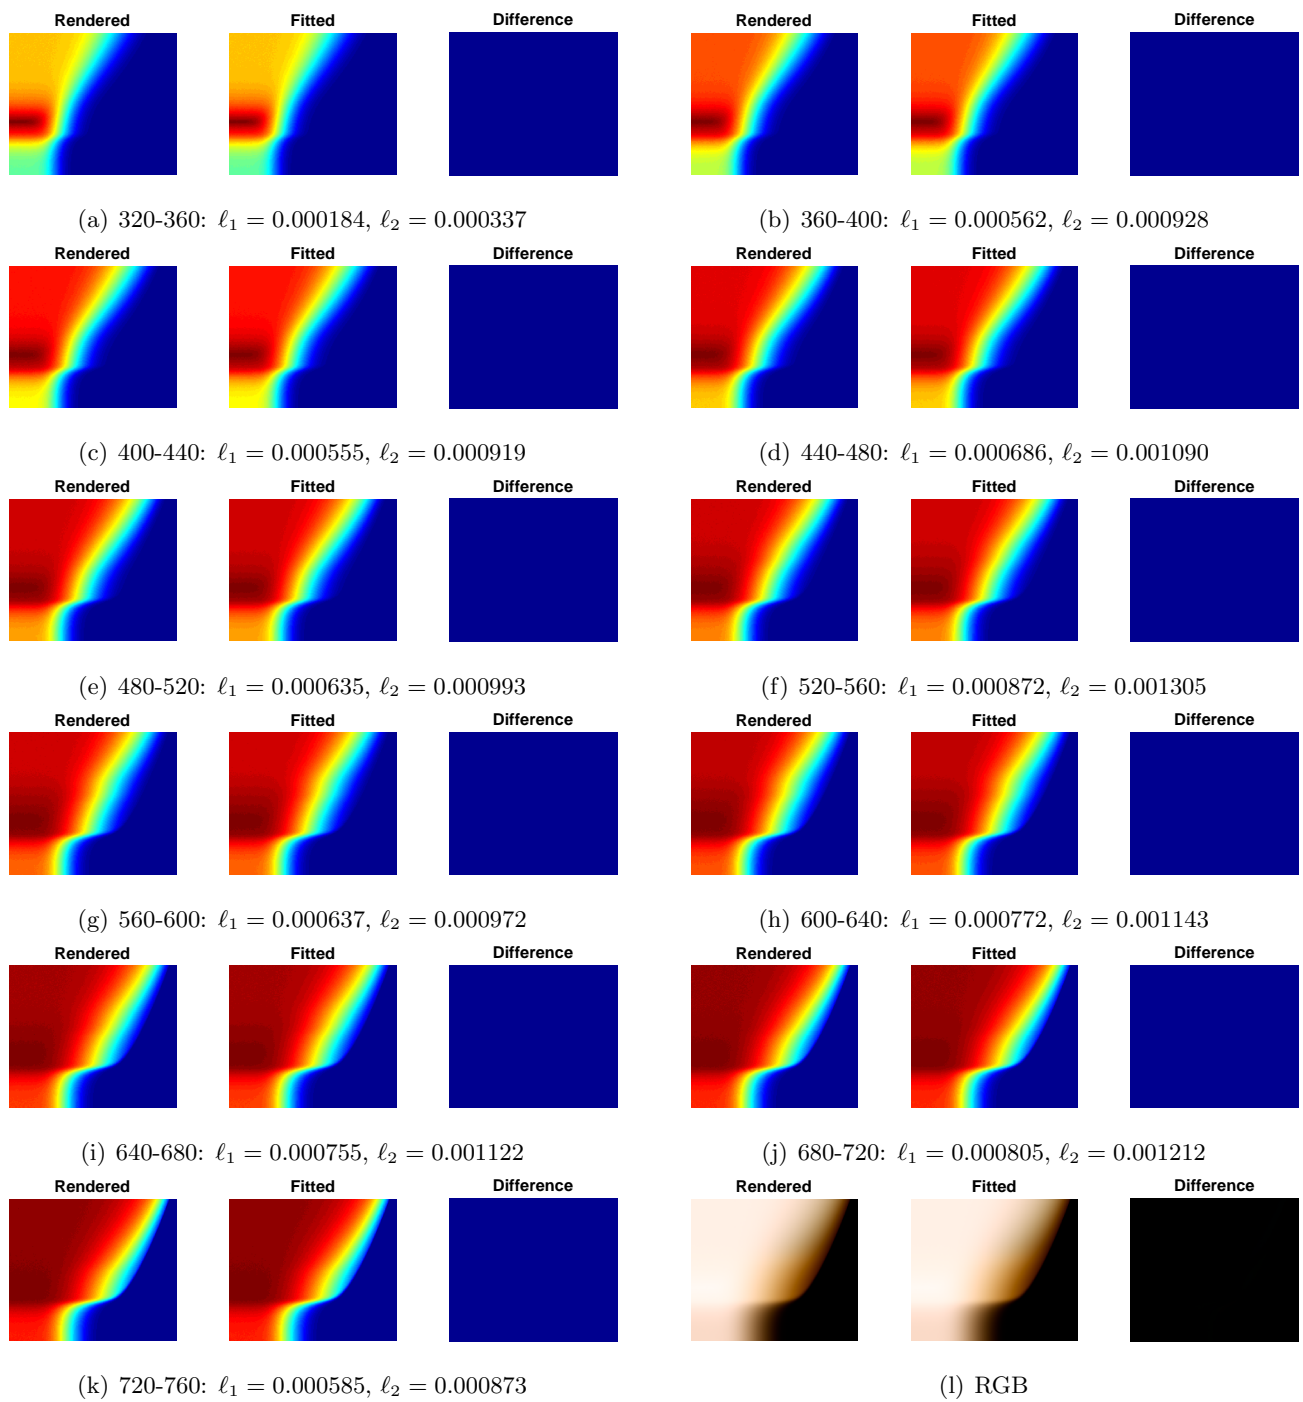 Rendered Fitted Difference Rendered Fitted Difference
(a) 320-360: ℓ₁ = 0.000184, ℓ₂ = 0.000337 (b) 360-400: ℓ₁ = 0.000562, ℓ₂ = 0.000928
Rendered Fitted Difference Rendered Fitted Difference
(c) 400-440: ℓ₁ = 0.000555, ℓ₂ = 0.000919 (d) 440-480: ℓ₁ = 0.000686, ℓ₂ = 0.001090
Rendered Fitted Difference Rendered Fitted Difference
(e) 480-520: ℓ₁ = 0.000635, ℓ₂ = 0.000993 (f) 520-560: ℓ₁ = 0.000872, ℓ₂ = 0.001305
Rendered Fitted Difference Rendered Fitted Difference
(g) 560-600: ℓ₁ = 0.000637, ℓ₂ = 0.000972 (h) 600-640: ℓ₁ = 0.000772, ℓ₂ = 0.001143
Rendered Fitted Difference Rendered Fitted Difference
(i) 640-680: ℓ₁ = 0.000755, ℓ₂ = 0.001122 (j) 680-720: ℓ₁ = 0.000805, ℓ₂ = 0.001212
Rendered Fitted Difference Rendered Fitted Difference
(k) 720-760: ℓ₁ = 0.000585, ℓ₂ = 0.000873 (l) RGB